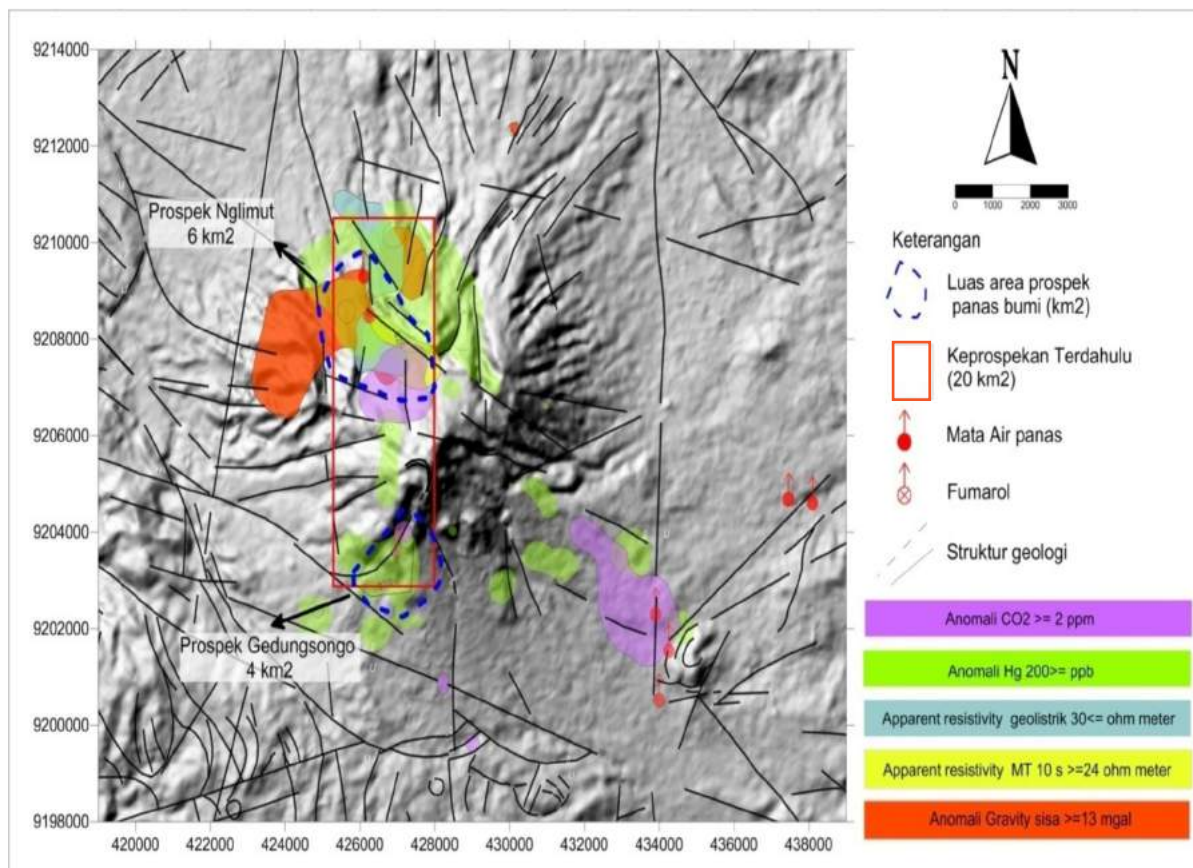 9214000
9212000
9210000
9208000
9206000
9204000
9202000
9200000
9198000
420000 422000 424000 426000 428000 430000 432000 434000 436000 438000
Prospek Nglimut
6 km2
Prospek Gedungsongo
4 km2
N
0 1000 2000 3000
Keterangan
Luas area prospek
panas bumi (km2)
Keprospekan Terdahulu
(20 km2)
Mata Air panas
Fumarol
Struktur geologi
Anomali CO2 >= 2 ppm
Anomali Hg 200>= ppb
Apparent resistivity geolistrik 30<= ohm meter
Apparent resistivity MT 10 s >=24 ohm meter
Anomali Gravity sisa >=13 mgal